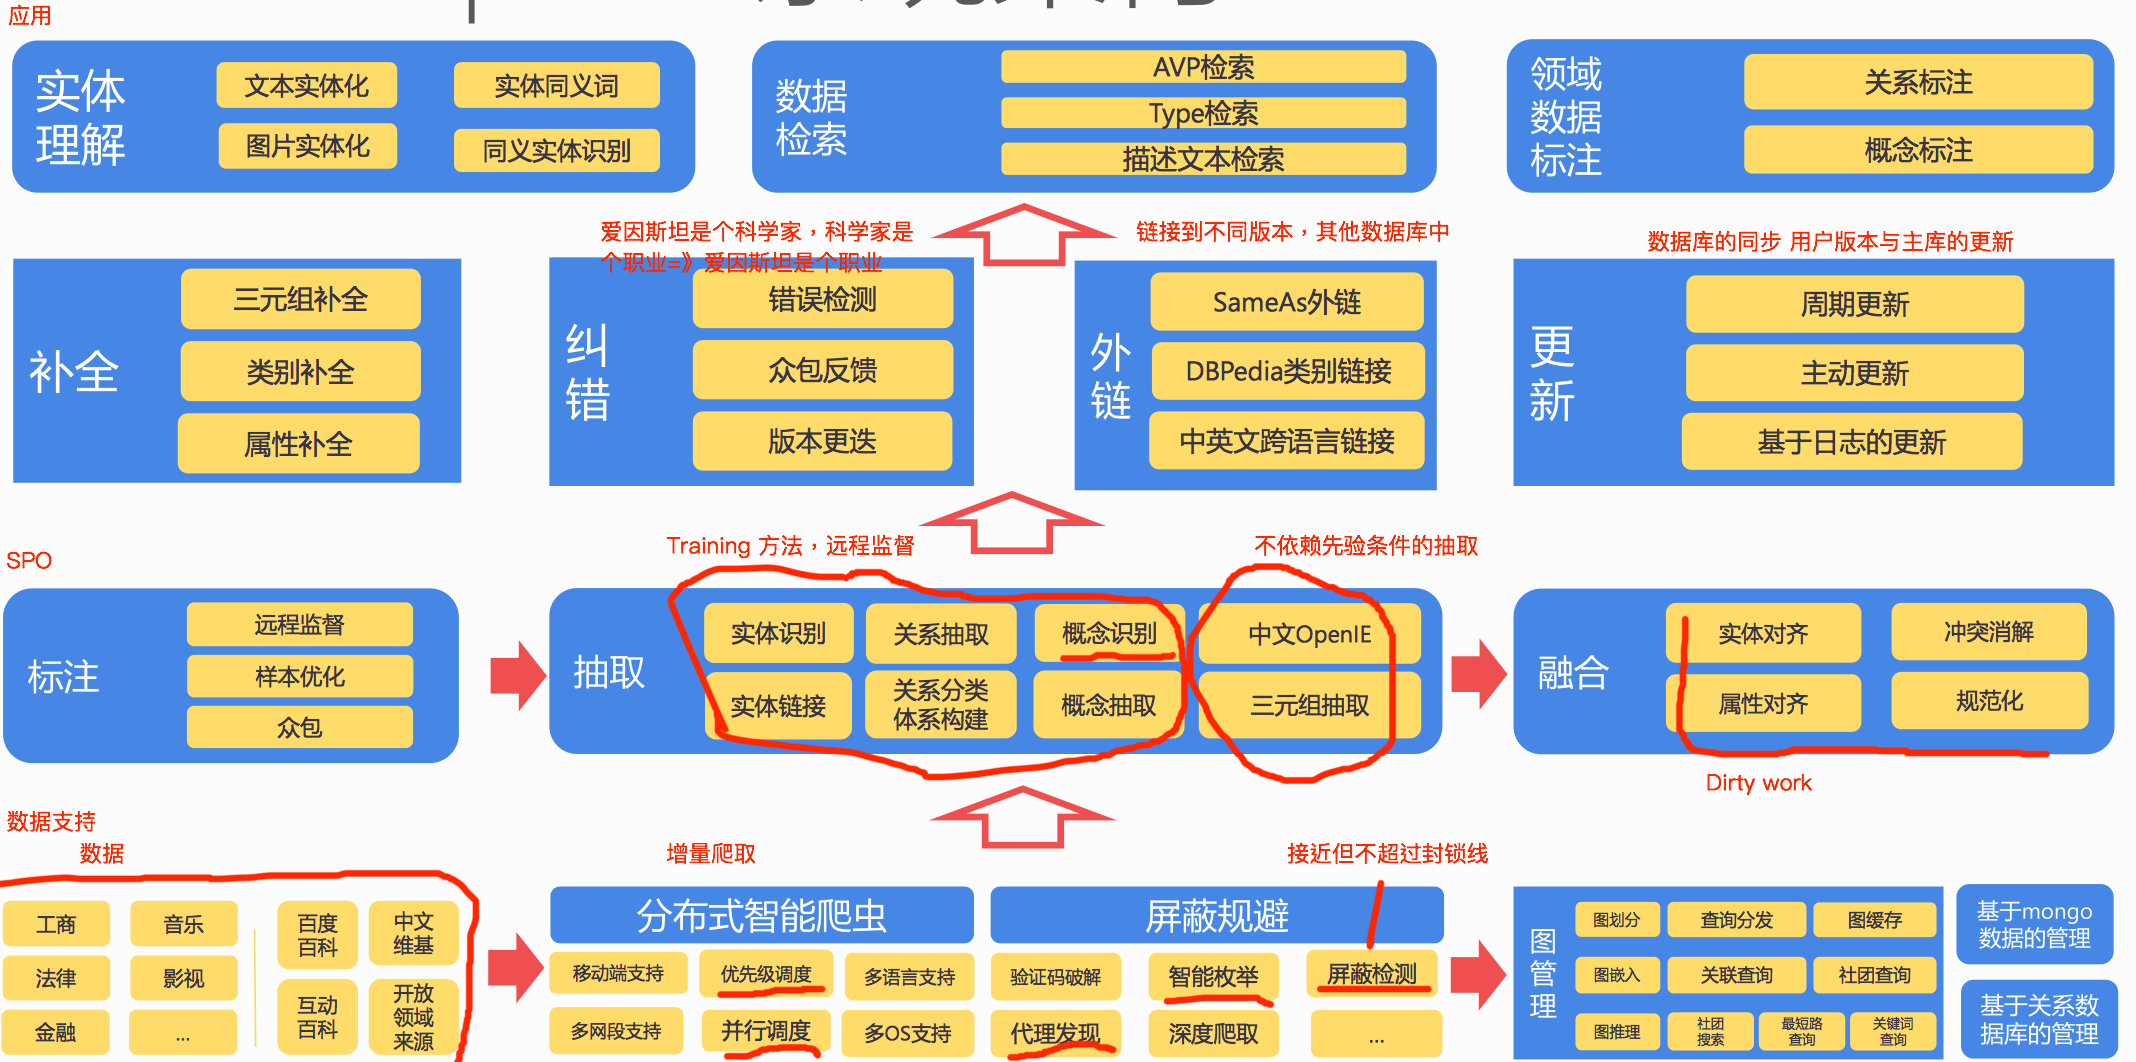 应用
实体
理解
文本实体化
实体同义词
图片实体化
同义实体识别
数据
检索
AVP检索
Type检索
描述文本检索
领域
数据
标注
关系标注
概念标注
爱因斯坦是个科学家，科学家是
个职业=》爱因斯坦是个职业
链接到不同版本，其他数据库中
数据库的同步 用户版本与主库的更新
补全
三元组补全
类别补全
属性补全
纠
错
错误检测
众包反馈
版本更迭
外
链
SameAs外链
DBPedia类别链接
中英文跨语言链接
更
新
周期更新
主动更新
基于日志的更新
SPO
Training 方法，远程监督
不依赖先验条件的抽取
标注
远程监督
样本优化
众包
抽取
实体识别
关系抽取
概念识别
中文OpenIE
实体链接
关系分类
体系构建
概念抽取
三元组抽取
融合
实体对齐
冲突消解
属性对齐
规范化
Dirty work
数据支持
数据
增量爬取
接近但不超过封锁线
工商
音乐
法律
影视
金融
...
百度
百科
中文
维基
互动
百科
开放
领域
来源
分布式智能爬虫
移动端支持
优先级调度
多语言支持
多网段支持
并行调度
多OS支持
屏蔽规避
验证码破解
智能枚举
屏蔽检测
代理发现
深度爬取
...
图
管
理
图划分
查询分发
图缓存
图嵌入
关联查询
社团查询
图推理
社团
搜索
最短路
查询
关键词
查询
基于mongo
数据的管理
基于关系数
据库的管理